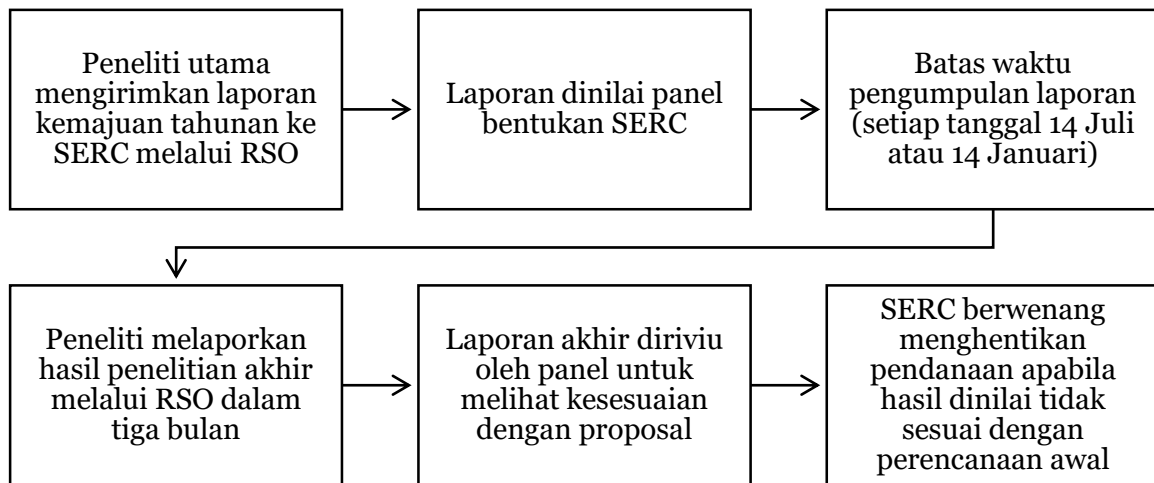 Peneliti utama
mengirimkan laporan
kemajuan tahunan ke
SERC melalui RSO
Laporan dinilai panel
bentukan SERC
Batas waktu
pengumpulan laporan
(setiap tanggal 14 Juli
atau 14 Januari)
Peneliti melaporkan
hasil penelitian akhir
melalui RSO dalam
tiga bulan
Laporan akhir diriviu
oleh panel untuk
melihat kesesuaian
dengan proposal
SERC berwenang
menghentikan
pendanaan apabila
hasil dinilai tidak
sesuai dengan
perencanaan awal